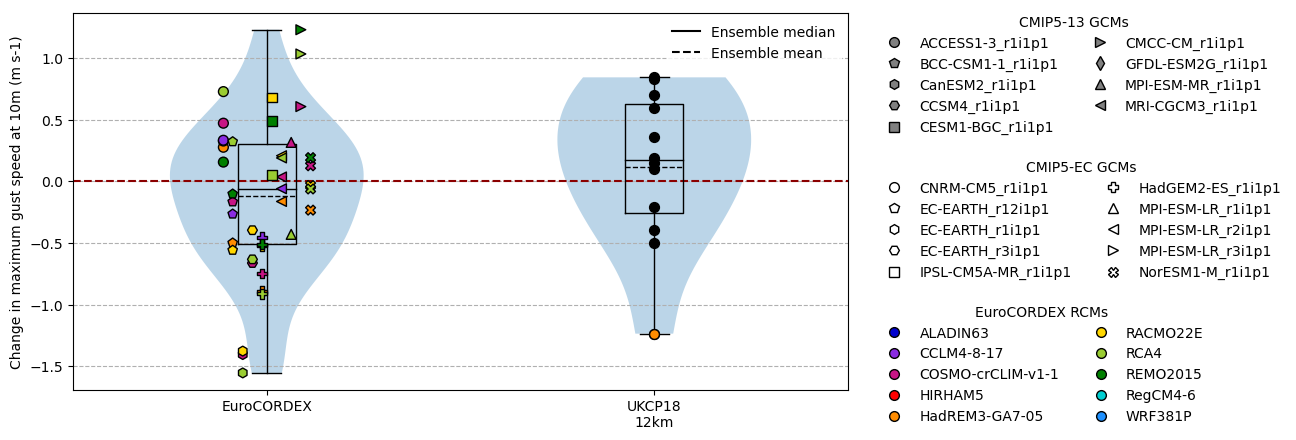 Change in maximum gust speed at 10m (m s-1)
1.0
0.5
0.0
−0.5
−1.0
−1.5
EuroCORDEX
UKCP18
12km
Ensemble median
Ensemble mean
CMIP5-13 GCMs
ACCESS1-3_r1i1p1
BCC-CSM1-1_r1i1p1
CanESM2_r1i1p1
CCSM4_r1i1p1
CESM1-BGC_r1i1p1
CMCC-CM_r1i1p1
GFDL-ESM2G_r1i1p1
MPI-ESM-MR_r1i1p1
MRI-CGCM3_r1i1p1
CMIP5-EC GCMs
CNRM-CM5_r1i1p1
EC-EARTH_r12i1p1
EC-EARTH_r1i1p1
EC-EARTH_r3i1p1
IPSL-CM5A-MR_r1i1p1
HadGEM2-ES_r1i1p1
MPI-ESM-LR_r1i1p1
MPI-ESM-LR_r2i1p1
MPI-ESM-LR_r3i1p1
NorESM1-M_r1i1p1
EuroCORDEX RCMs
ALADIN63
CCLM4-8-17
COSMO-crCLIM-v1-1
HIRHAM5
HadREM3-GA7-05
RACMO22E
RCA4
REMO2015
RegCM4-6
WRF381P